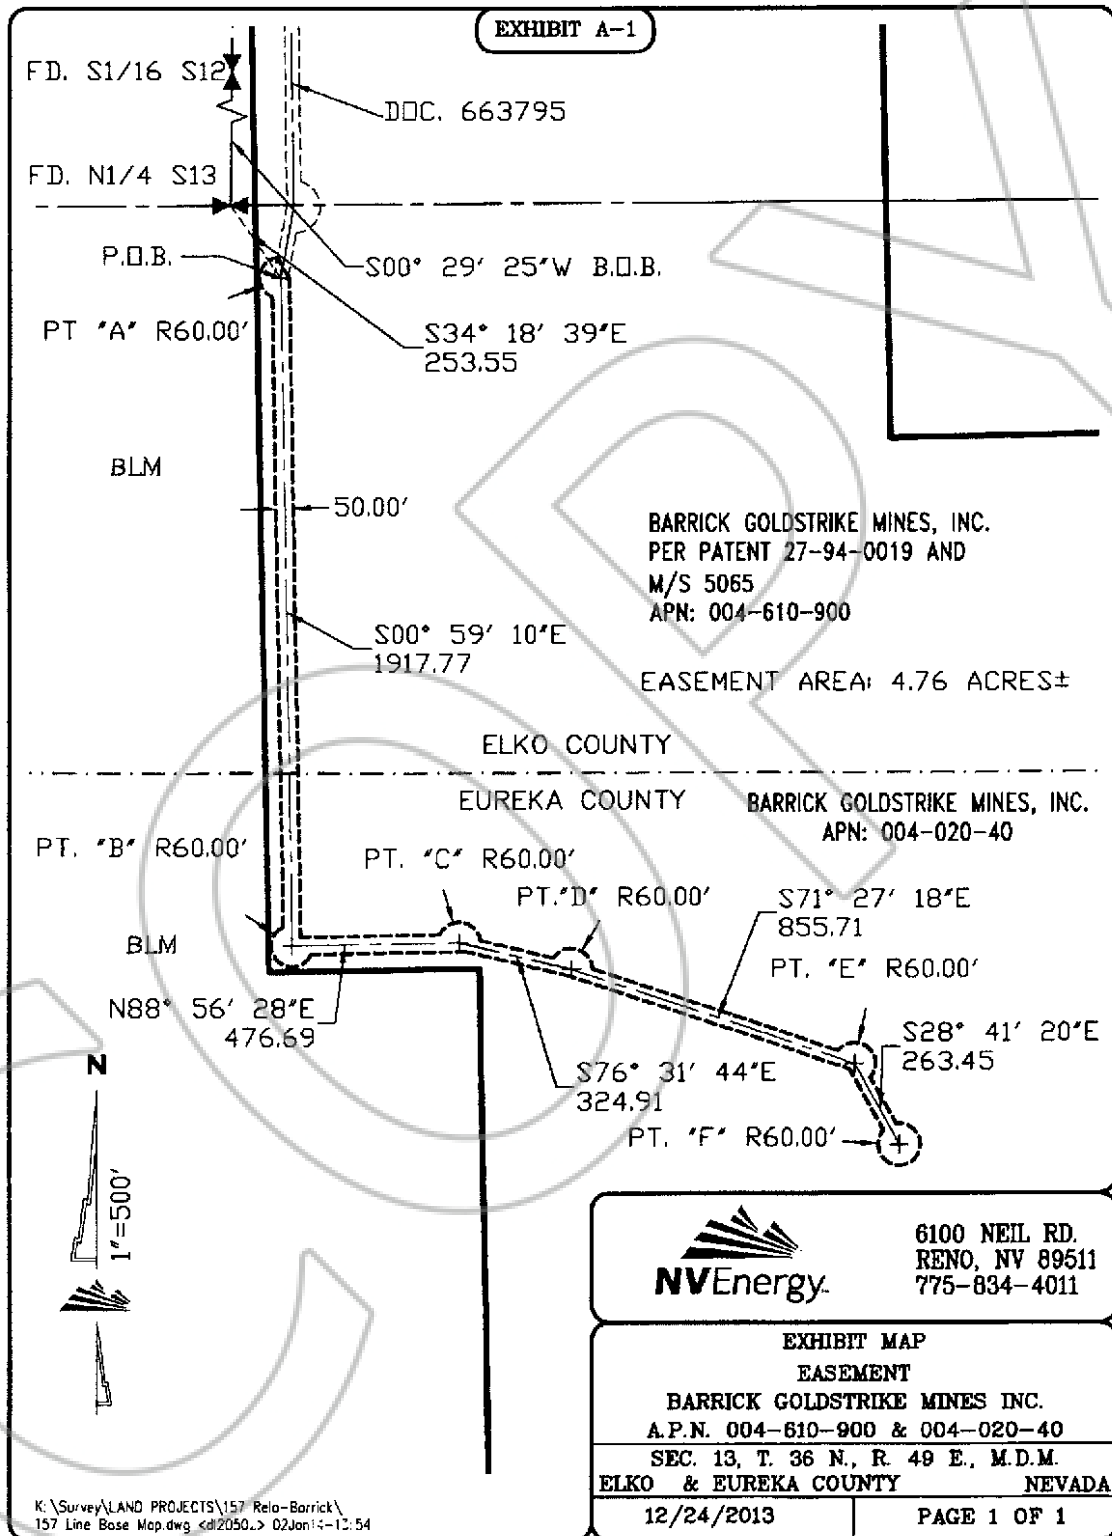 EXHIBIT A-1
FD. S1/16 S12
DOC. 663795
FD. N1/4 S13
P.O.B.
S00° 29' 25"W B.O.B.
PT "A" R60.00'
S34° 18' 39"E
253.55
BLM
50.00'
BARRICK GOLDSTRIKE MINES, INC.
PER PATENT 27-94-0019 AND
M/S 5065
APN: 004-610-900
S00° 59' 10"E
1917.77
EASEMENT AREA: 4.76 ACRES±
ELKO COUNTY
EUREKA COUNTY
BARRICK GOLDSTRIKE MINES, INC.
APN: 004-020-40
PT. "B" R60.00'
PT. "C" R60.00'
PT."D" R60.00'
S71° 27' 18"E
855.71
BLM
PT. "E" R60.00'
N88° 56' 28"E
476.69
S28° 41' 20"E
263.45
S76° 31' 44"E
324.91
PT. "F" R60.00'
N
1"=500'
COPY
NVEnergy.
6100 NEIL RD.
RENO, NV 89511
775-834-4011
EXHIBIT MAP
EASEMENT
BARRICK GOLDSTRIKE MINES INC.
A.P.N. 004-610-900 & 004-020-40
SEC. 13, T. 36 N., R. 49 E., M.D.M.
ELKO & EUREKA COUNTY NEVADA
12/24/2013
PAGE 1 OF 1
K:\Survey\LAND PROJECTS\157 Relo-Barrick\
157 Line Base Map.dwg